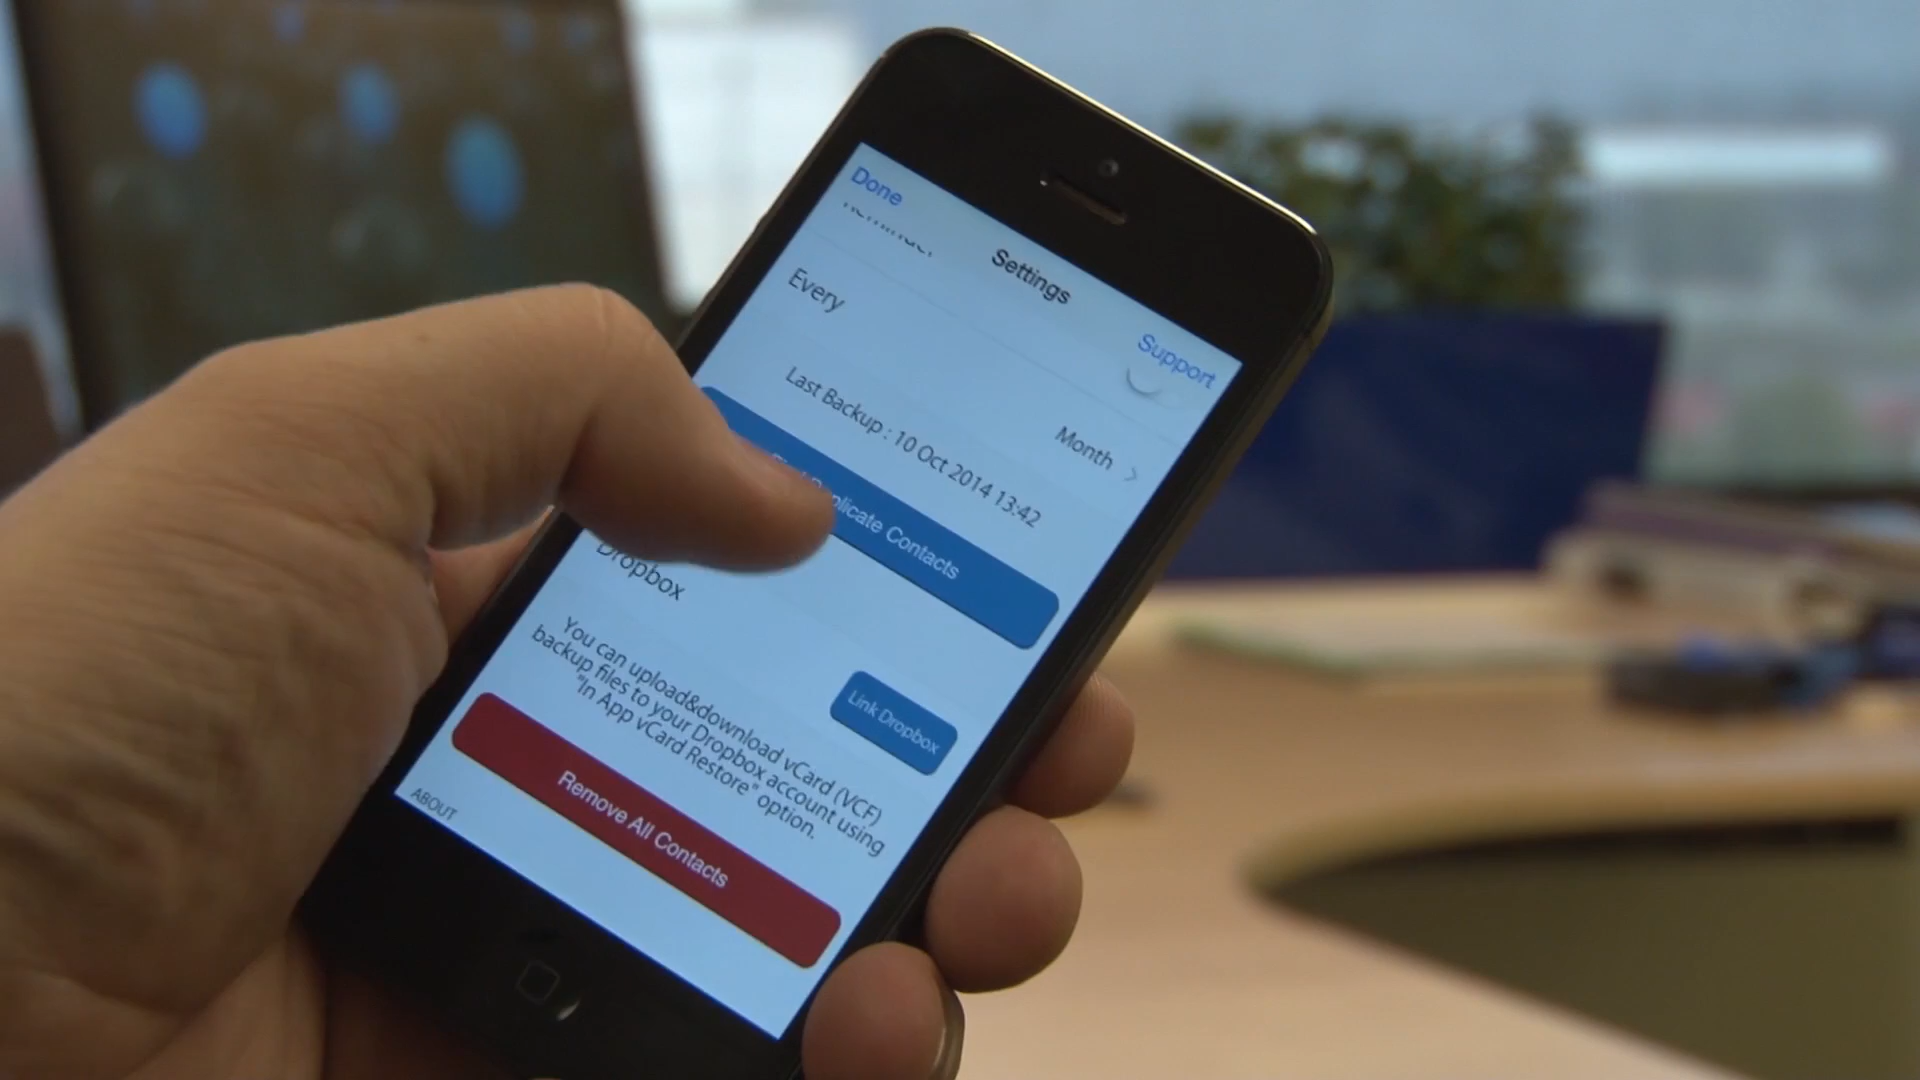 Done
Settings
Support
Every
Month
Last Backup : 10 Oct 2014 13:42
Duplicate Contacts
Dropbox
Link Dropbox
You can upload&download vCard (VCF)
backup files to your Dropbox account using
"In App vCard Restore" option.
Remove All Contacts
ABOUT